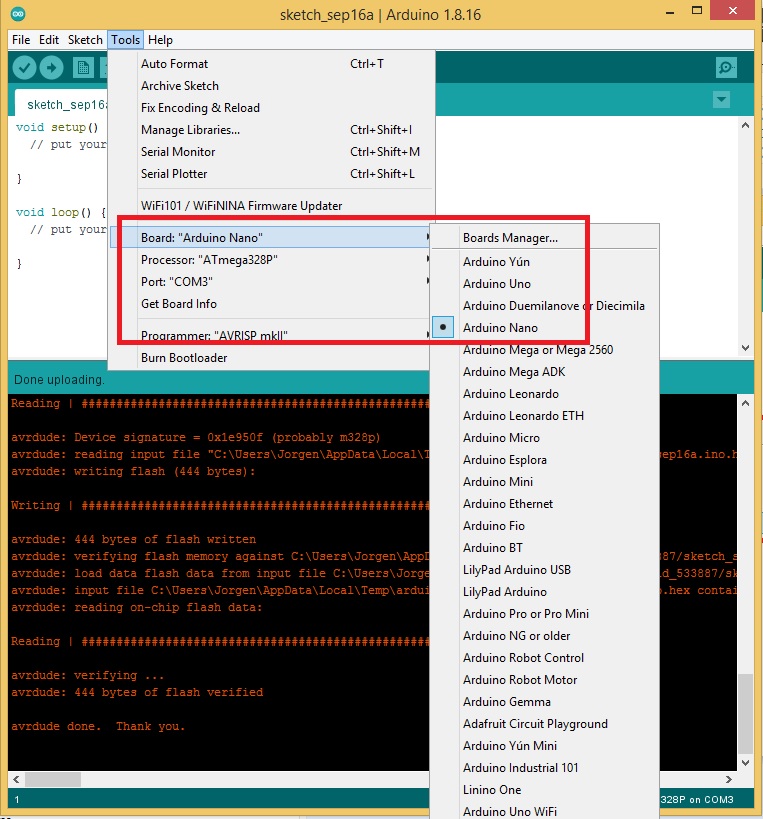 sketch_sep16a | Arduino 1.8.16
File Edit Sketch Tools Help
Auto Format Ctrl+T
Archive Sketch
Fix Encoding & Reload
Manage Libraries... Ctrl+Shift+I
Serial Monitor Ctrl+Shift+M
Serial Plotter Ctrl+Shift+L
WiFi101 / WiFiNINA Firmware Updater
Board: "Arduino Nano"
Processor: "ATmega328P"
Port: "COM3"
Get Board Info
Programmer: "AVRISP mkII"
Burn Bootloader
Boards Manager...
Arduino Yún
Arduino Uno
Arduino Duemilanove or Diecimila
Arduino Nano
Arduino Mega or Mega 2560
Arduino Mega ADK
Arduino Leonardo
Arduino Leonardo ETH
Arduino Micro
Arduino Esplora
Arduino Mini
Arduino Ethernet
Arduino Fio
Arduino BT
LilyPad Arduino USB
LilyPad Arduino
Arduino Pro or Pro Mini
Arduino NG or older
Arduino Robot Control
Arduino Robot Motor
Arduino Gemma
Adafruit Circuit Playground
Arduino Yún Mini
Arduino Industrial 101
Linino One
Arduino Uno WiFi
sketch_sep16a
void setup()
// put your
}
void loop() {
// put your
}
Done uploading.
Reading | ##################################################
avrdude: Device signature = 0x1e950f (probably m328p)
avrdude: reading input file "C:\Users\Jorgen\AppData\Local\T ep16a.ino.h
avrdude: writing flash (444 bytes):
Writing | ##################################################
avrdude: 444 bytes of flash written
avrdude: verifying flash memory against C:\Users\Jorgen\AppD 87/sketch_s
avrdude: load data flash data from input file C:\Users\Jorge d_533887/sk
avrdude: input file C:\Users\Jorgen\AppData\Local\Temp\ardui .hex contai
avrdude: reading on-chip flash data:
Reading | ##################################################
avrdude: verifying ...
avrdude: 444 bytes of flash verified
avrdude done.  Thank you.
1 328P on COM3